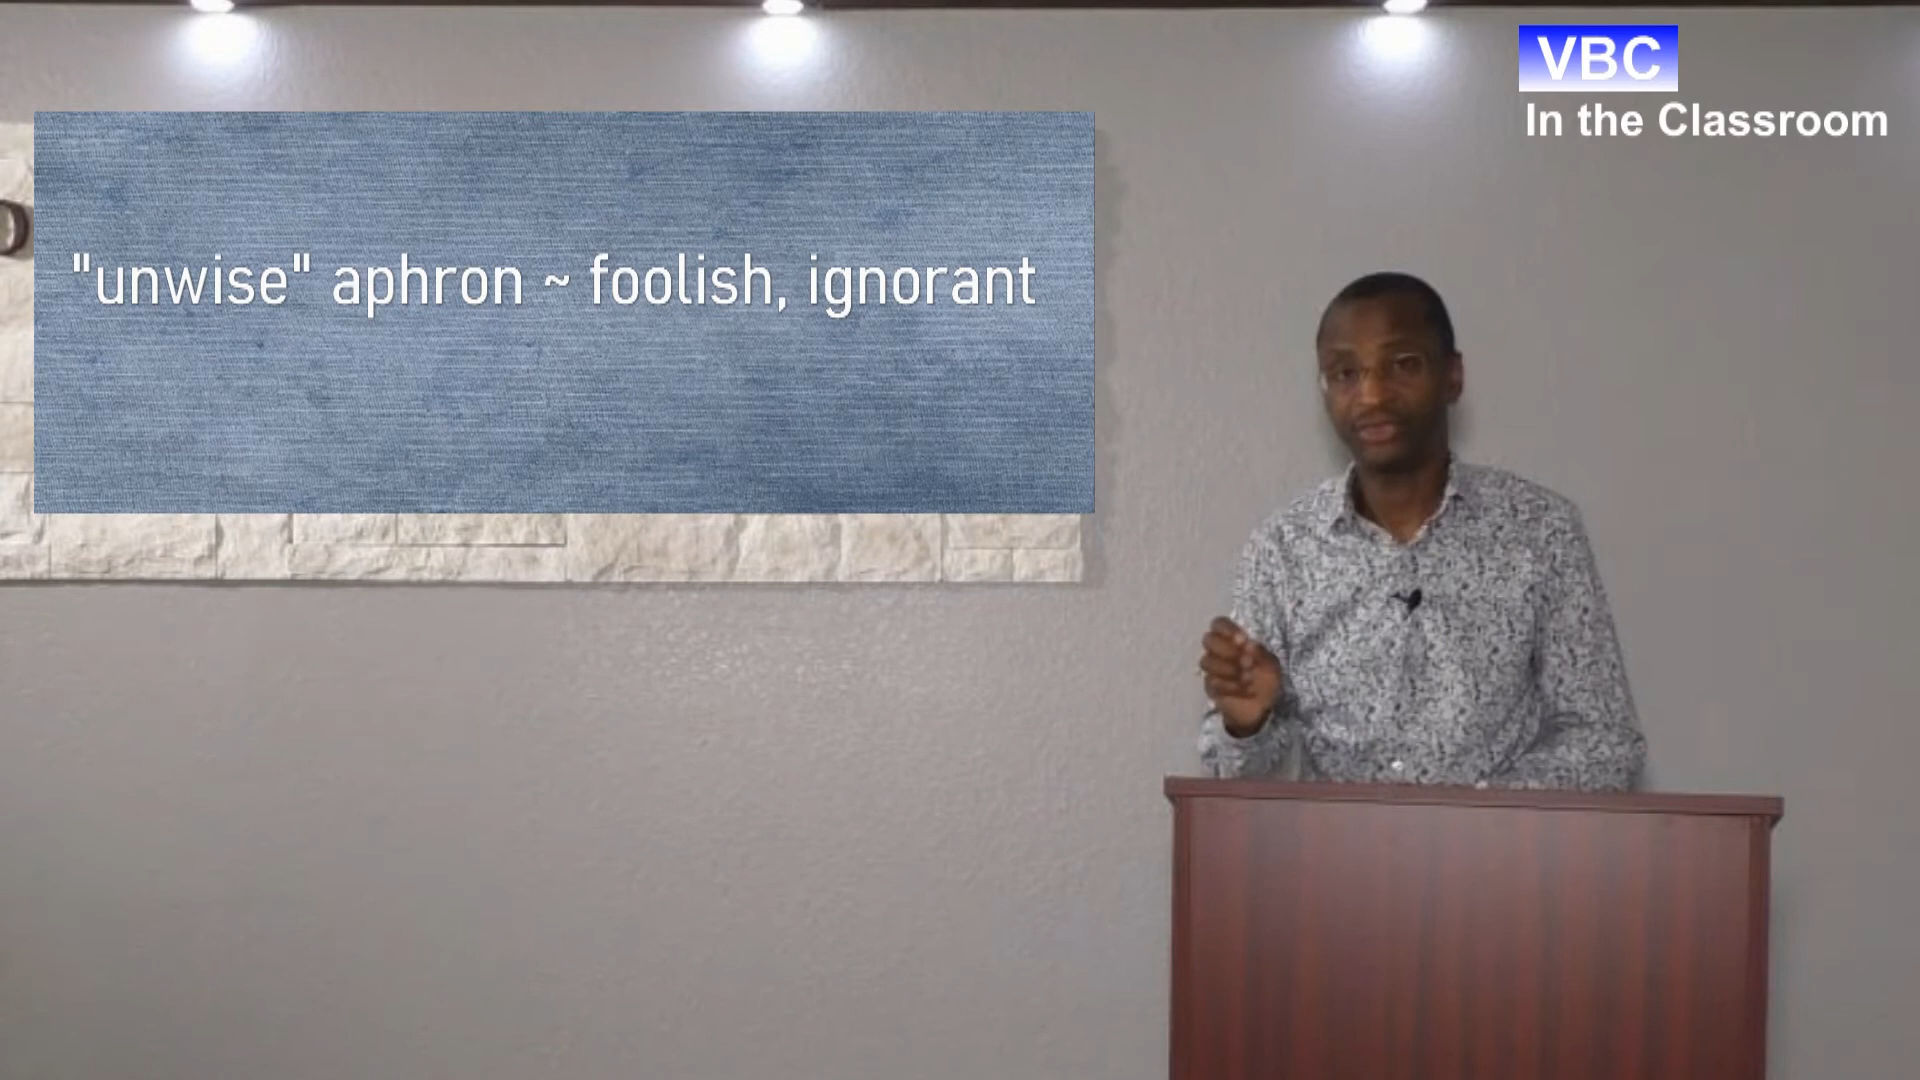 VBC
In the Classroom
"unwise" aphron ~ foolish, ignorant